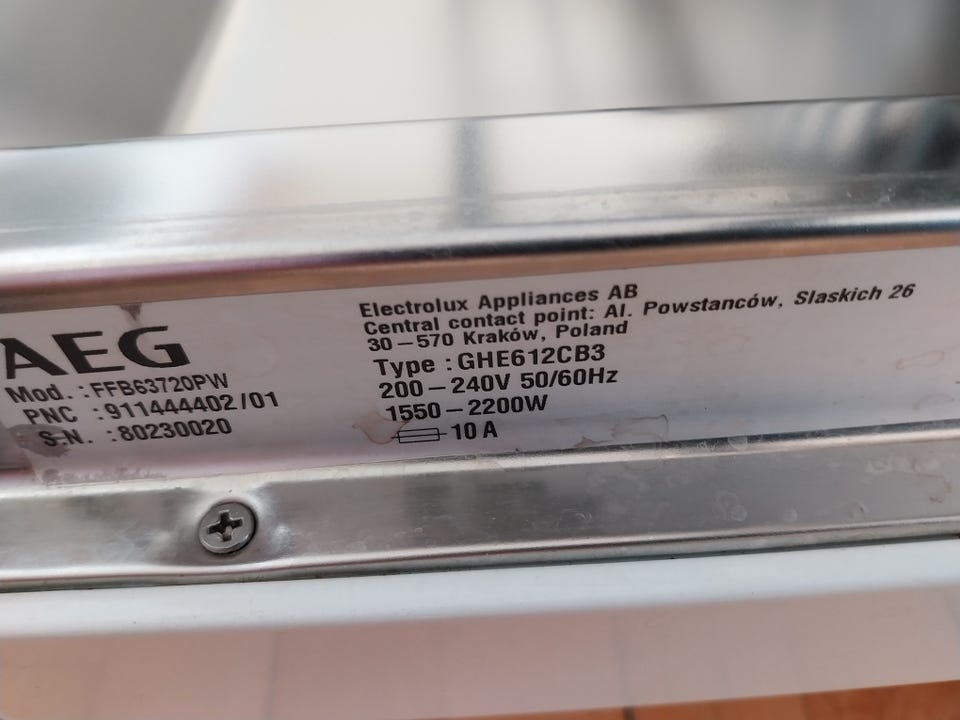 AEG
Mod. : FFB63720PW
PNC : 911444402/01
S.N. : 80230020
Electrolux Appliances AB
Central contact point: Al. Powstanców, Slaskich 26
30-570 Kraków, Poland
Type : GHE612CB3
200-240V 50/60Hz
1550-2200W
10 A